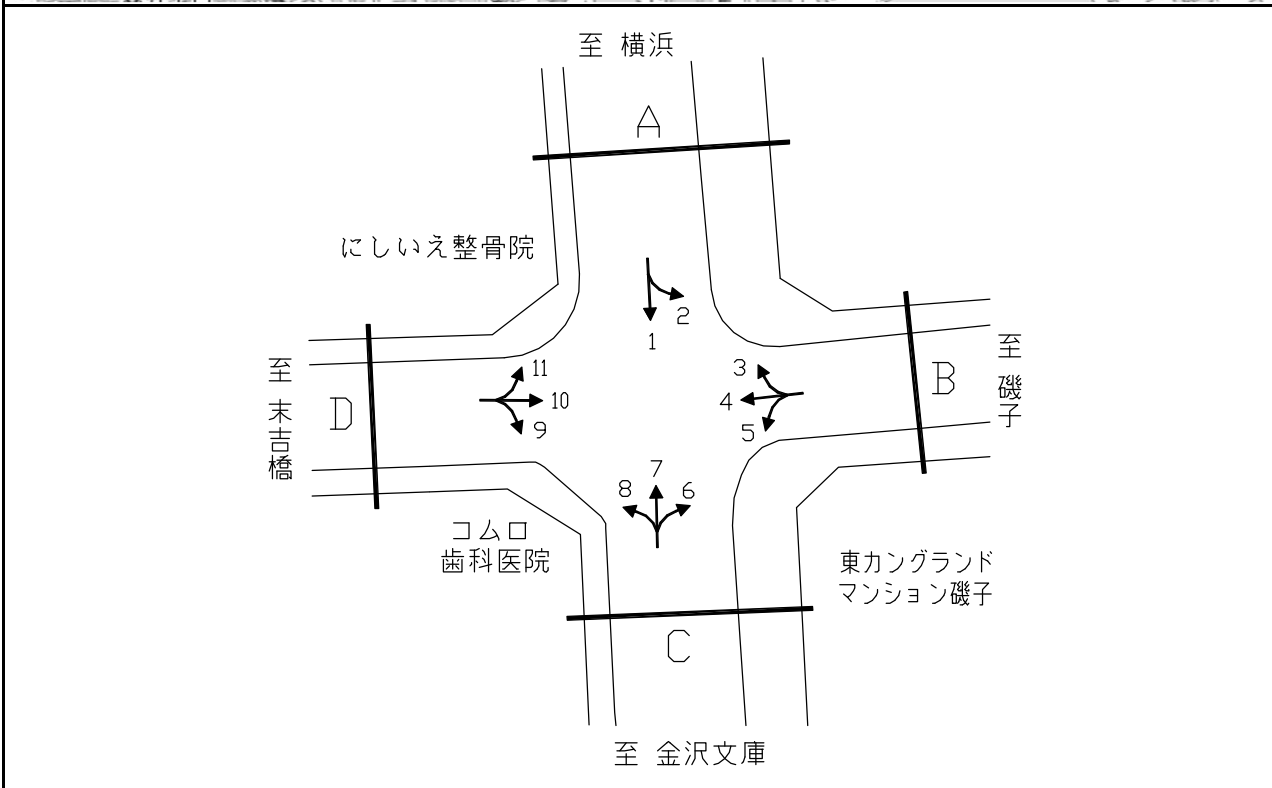 至 横浜
A
にしいえ整骨院
2
1
至 磯子
B
3
4
5
11
10
9
至 末吉橋
D
7
8
6
コムロ
歯科医院
東カングランド
マンション磯子
C
至 金沢文庫